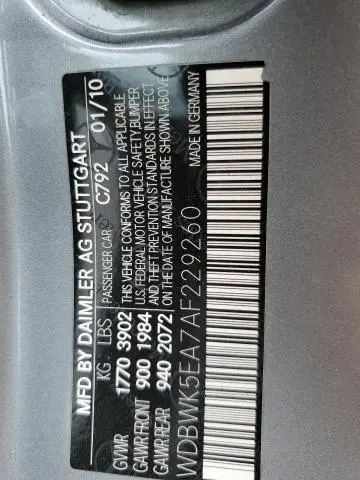 MFD BY DAIMLER AG STUTTGART
KG LBS PASSENGER CAR C792 01/10
GVWR 1770 3902 THIS VEHICLE CONFORMS TO ALL APPLICABLE
GAWR FRONT 900 1984 U.S. FEDERAL MOTOR VEHICLE SAFETY, BUMPER
GAWR REAR 940 2072 AND THEFT PREVENTION STANDARDS IN EFFECT
ON THE DATE OF MANUFACTURE SHOWN ABOVE
WDBWK5EA7AF229260
MADE IN GERMANY